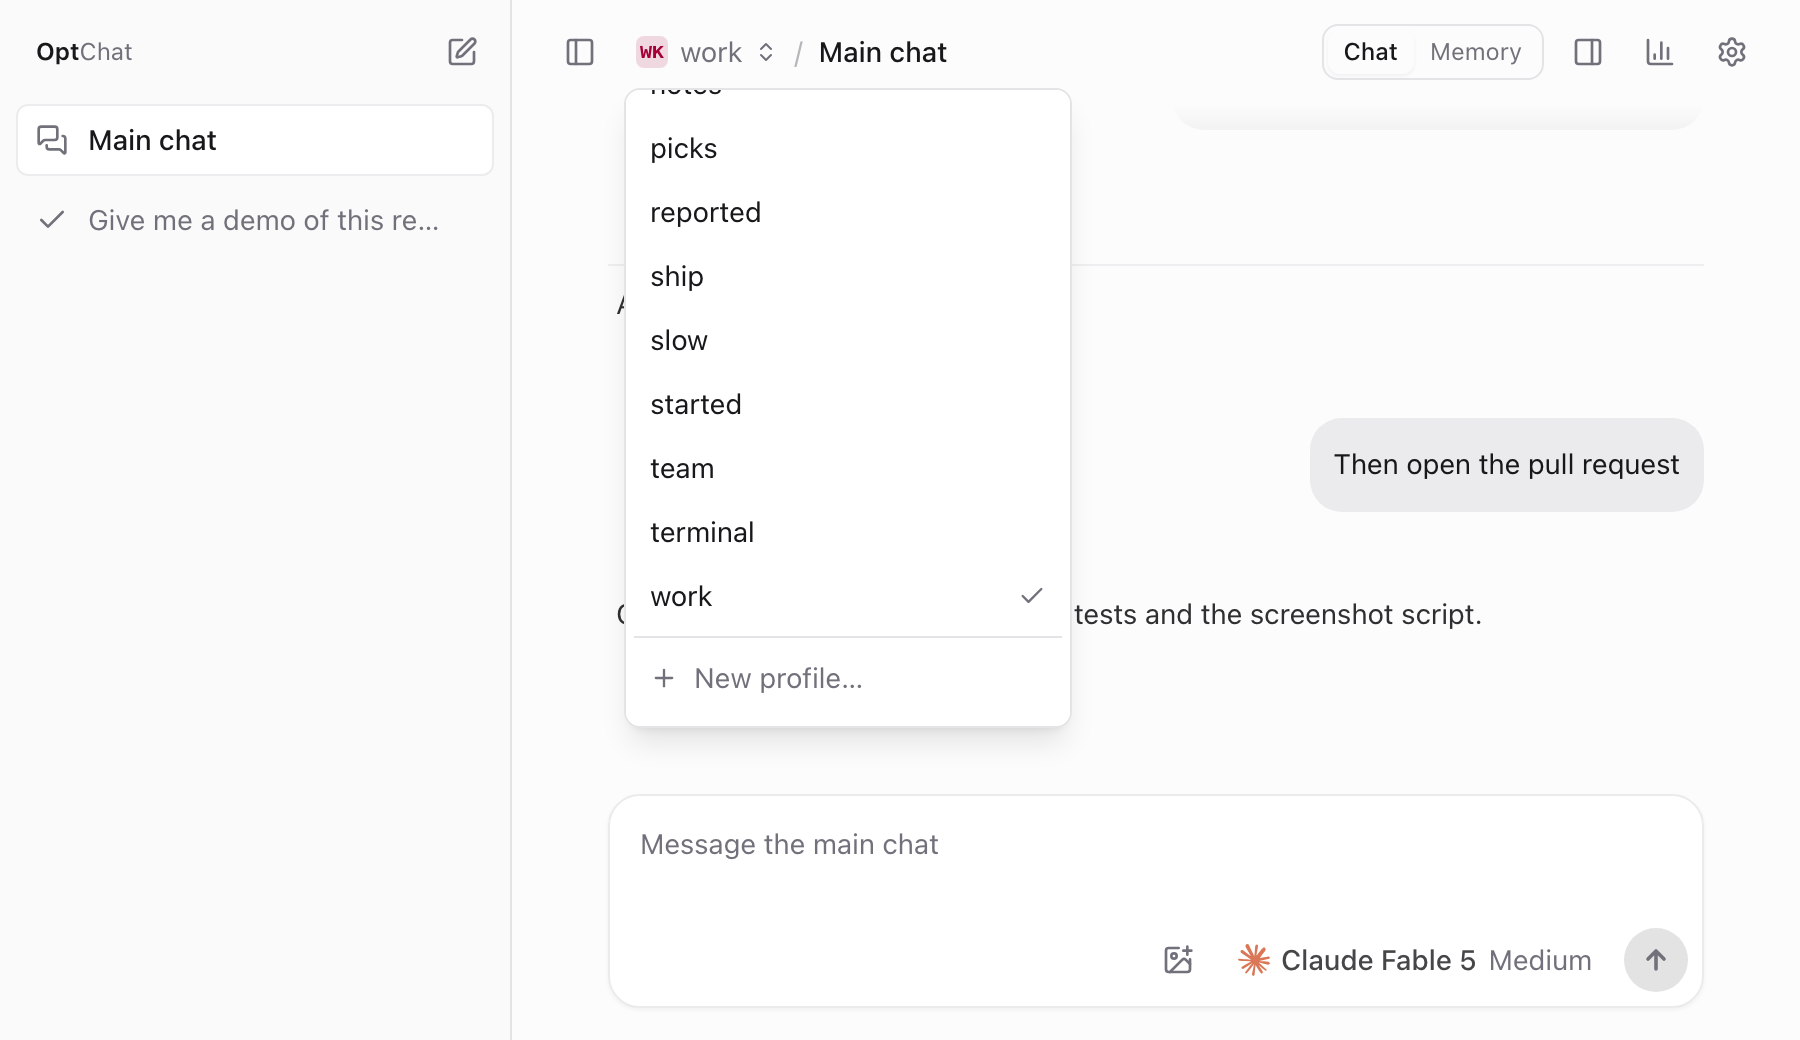 OptChat
WK work / Main chat
Chat Memory
Main chat
Give me a demo of this re...
notes
picks
reported
ship
slow
started
team
terminal
work
New profile...
Then open the pull request
tests and the screenshot script.
Message the main chat
Claude Fable 5 Medium